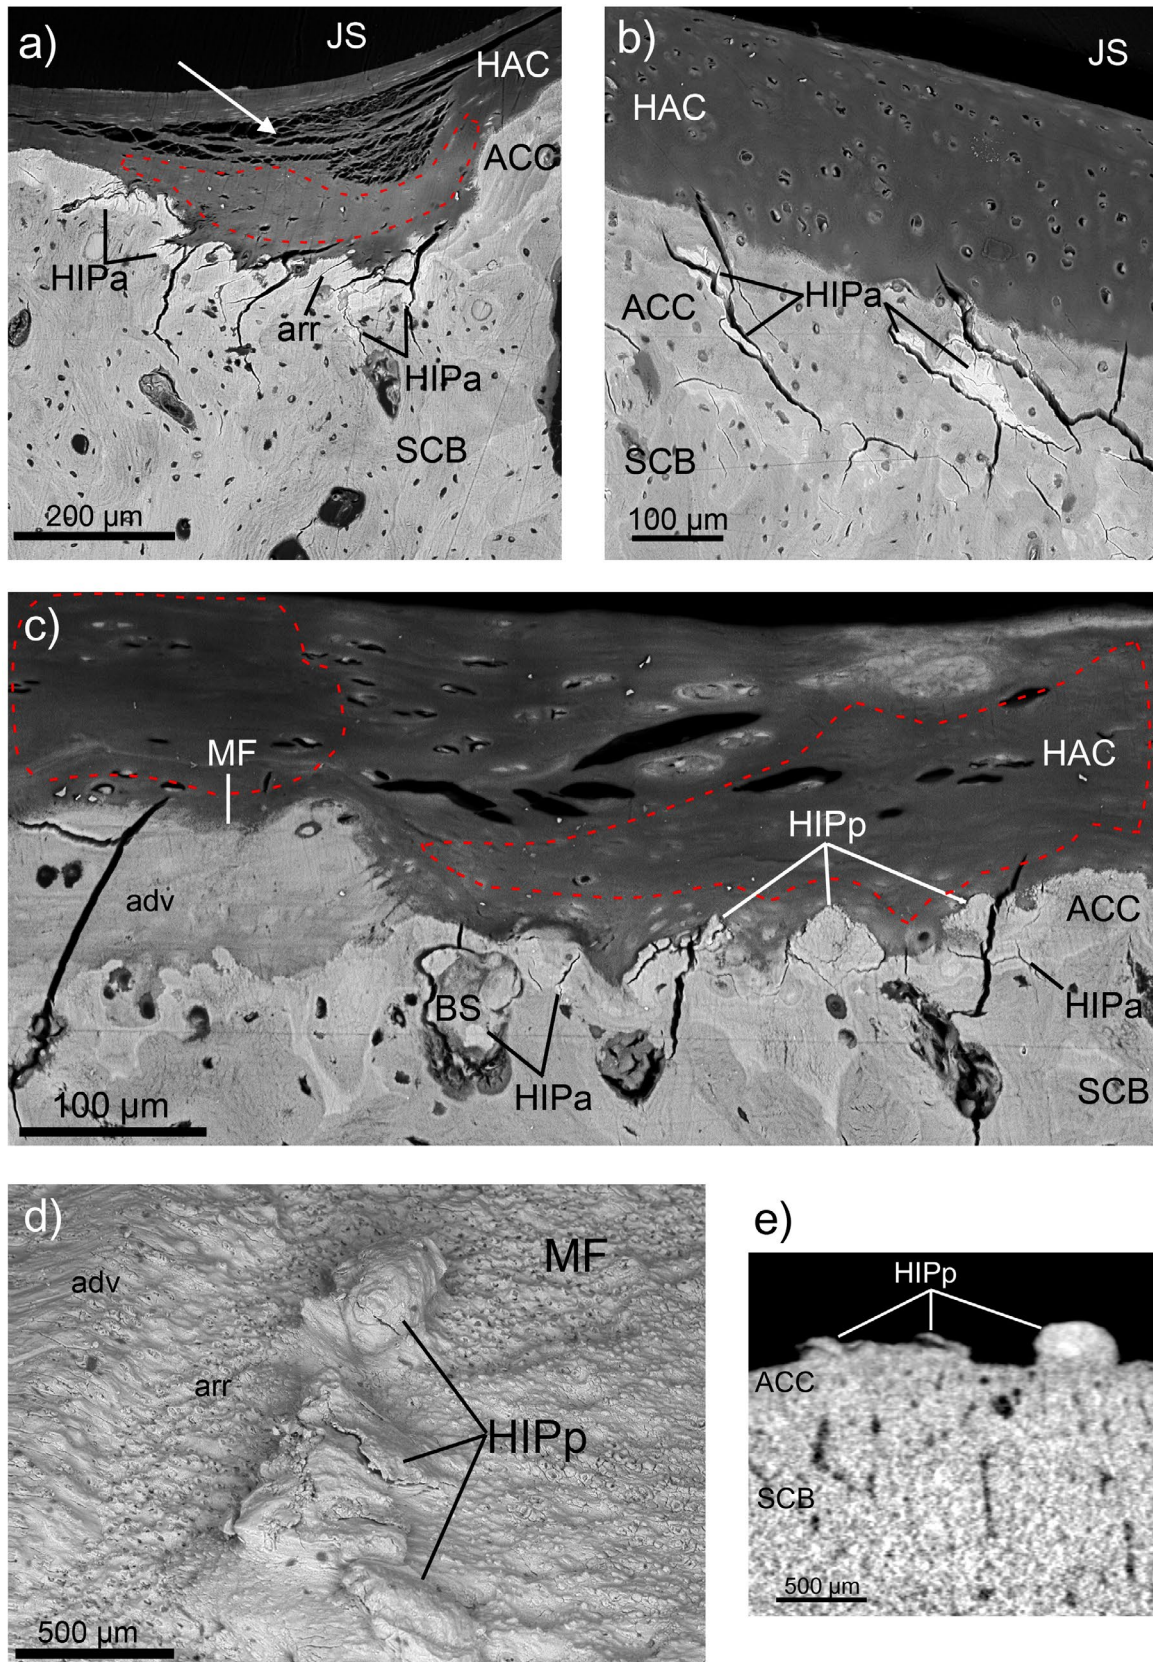 a)
JS
HAC
ACC
HIPa
arr
HIPa
SCB
200 µm
b)
JS
HAC
HIPa
ACC
SCB
100 µm
c)
MF
HAC
HIPp
adv
ACC
BS
HIPa
HIPa
SCB
100 µm
d)
MF
adv
arr
HIPp
500 µm
e)
HIPp
ACC
SCB
500 µm